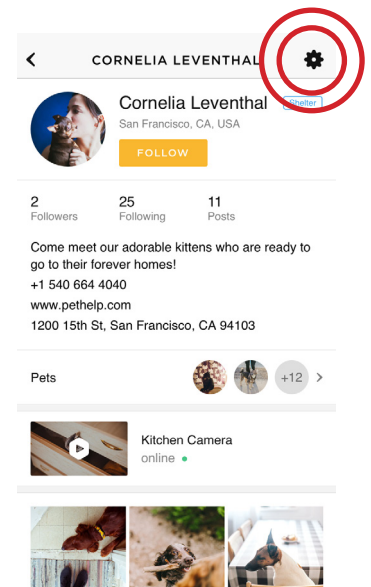 CORNELIA LEVENTHAL
Cornelia Leventhal Shelter
San Francisco, CA, USA
FOLLOW
2 25 11
Followers Following Posts
Come meet our adorable kittens who are ready to
go to their forever homes!
+1 540 664 4040
www.pethelp.com
1200 15th St, San Francisco, CA 94103
Pets +12
Kitchen Camera
online